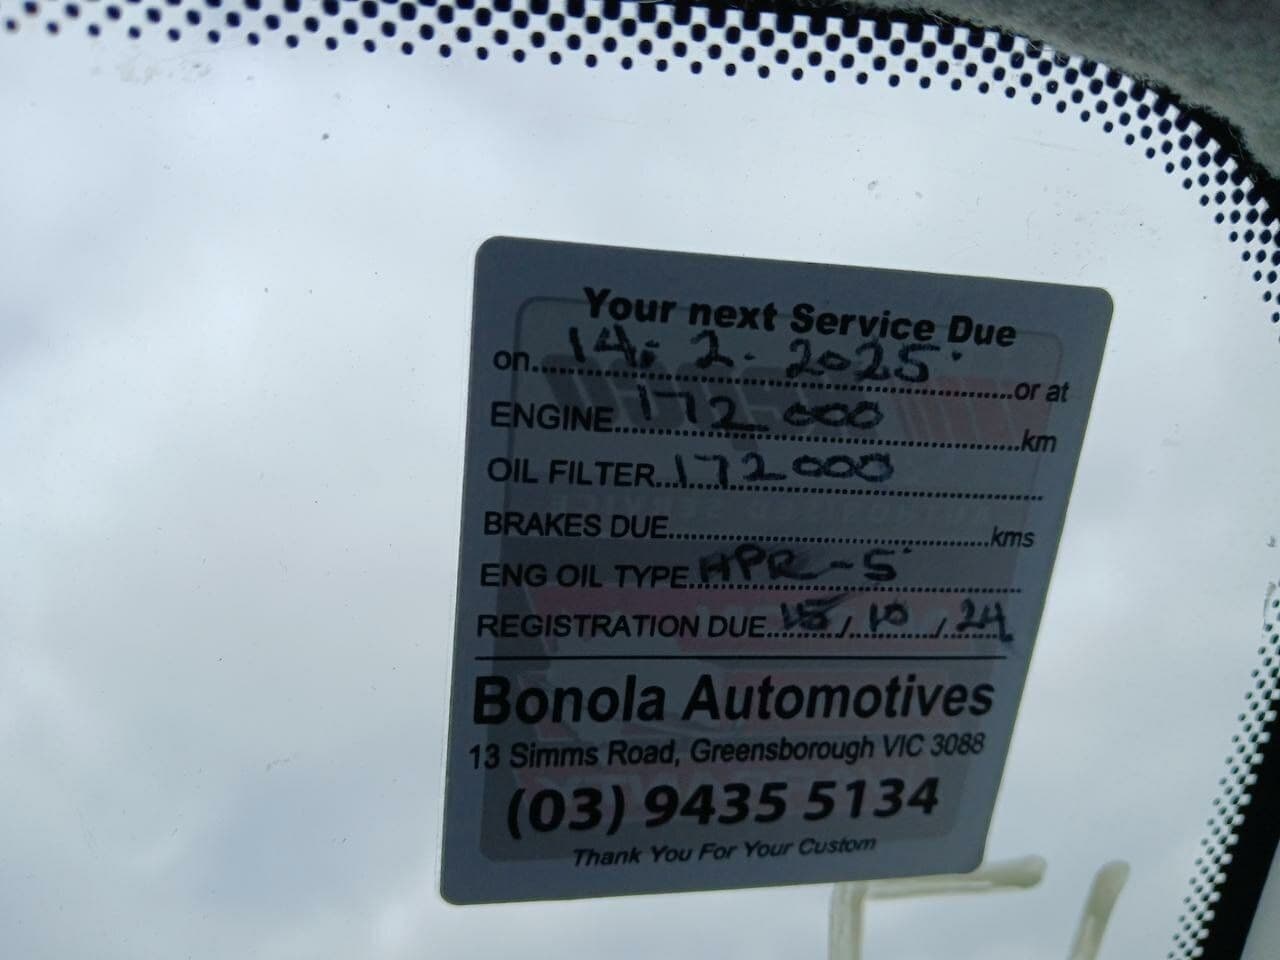 Your next Service Due
on 14. 2. 2025. or at
ENGINE 172 000 km
OIL FILTER 172000
BRAKES DUE kms
ENG OIL TYPE HPR-5
REGISTRATION DUE 15/10/24
Bonola Automotives
13 Simms Road, Greensborough VIC 3088
(03) 9435 5134
Thank You For Your Custom